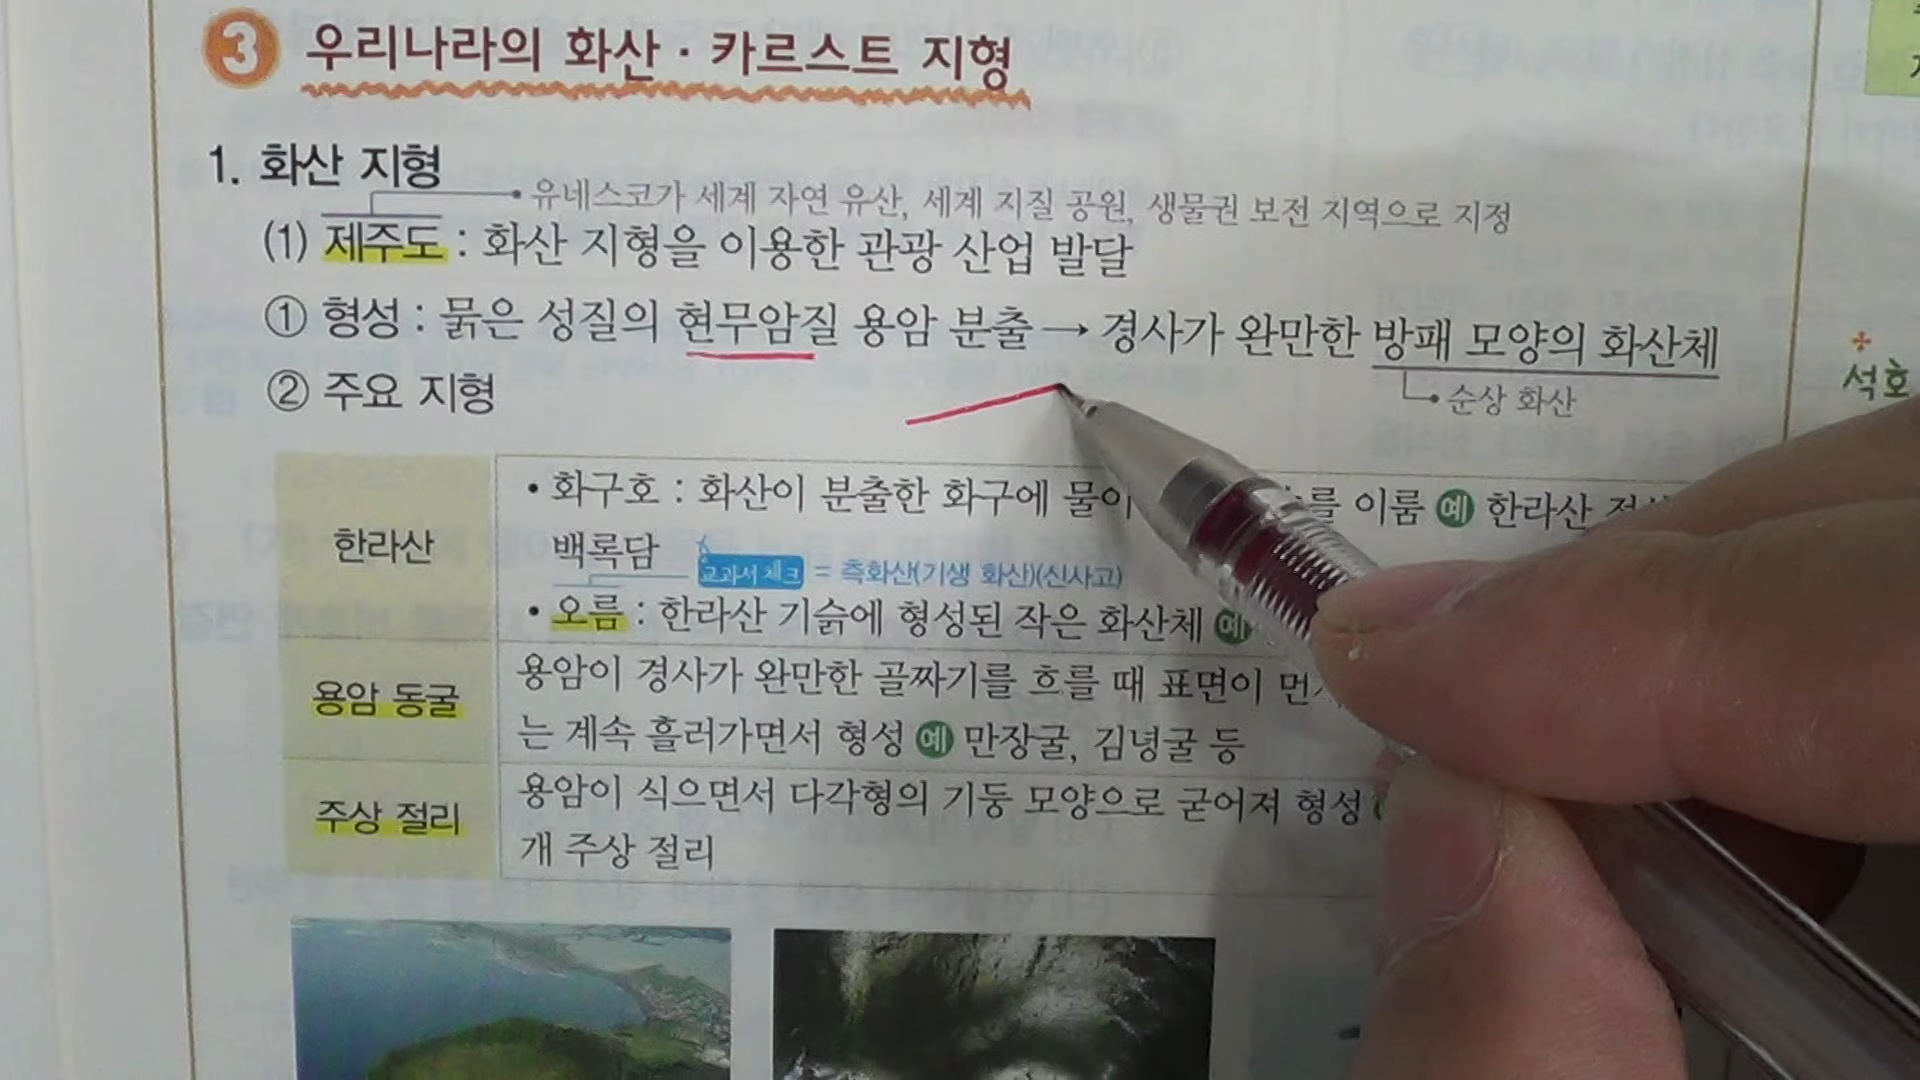 3 우리나라의 화산·카르스트 지형
1. 화산 지형
유네스코가 세계 자연 유산, 세계 지질 공원, 생물권 보전 지역으로 지정
(1) 제주도 : 화산 지형을 이용한 관광 산업 발달
① 형성 : 묽은 성질의 현무암질 용암 분출 → 경사가 완만한 방패 모양의 화산체
순상 화산
② 주요 지형
한라산
• 화구호 : 화산이 분출한 화구에 물이 를 이룸 예 한라산
백록담
교과서 체크 = 측화산(기생 화산)(신사고)
• 오름 : 한라산 기슭에 형성된 작은 화산체 예
용암 동굴
용암이 경사가 완만한 골짜기를 흐를 때 표면이
는 계속 흘러가면서 형성 예 만장굴, 김녕굴 등
주상 절리
용암이 식으면서 다각형의 기둥 모양으로 굳어져 형성
개 주상 절리
석호